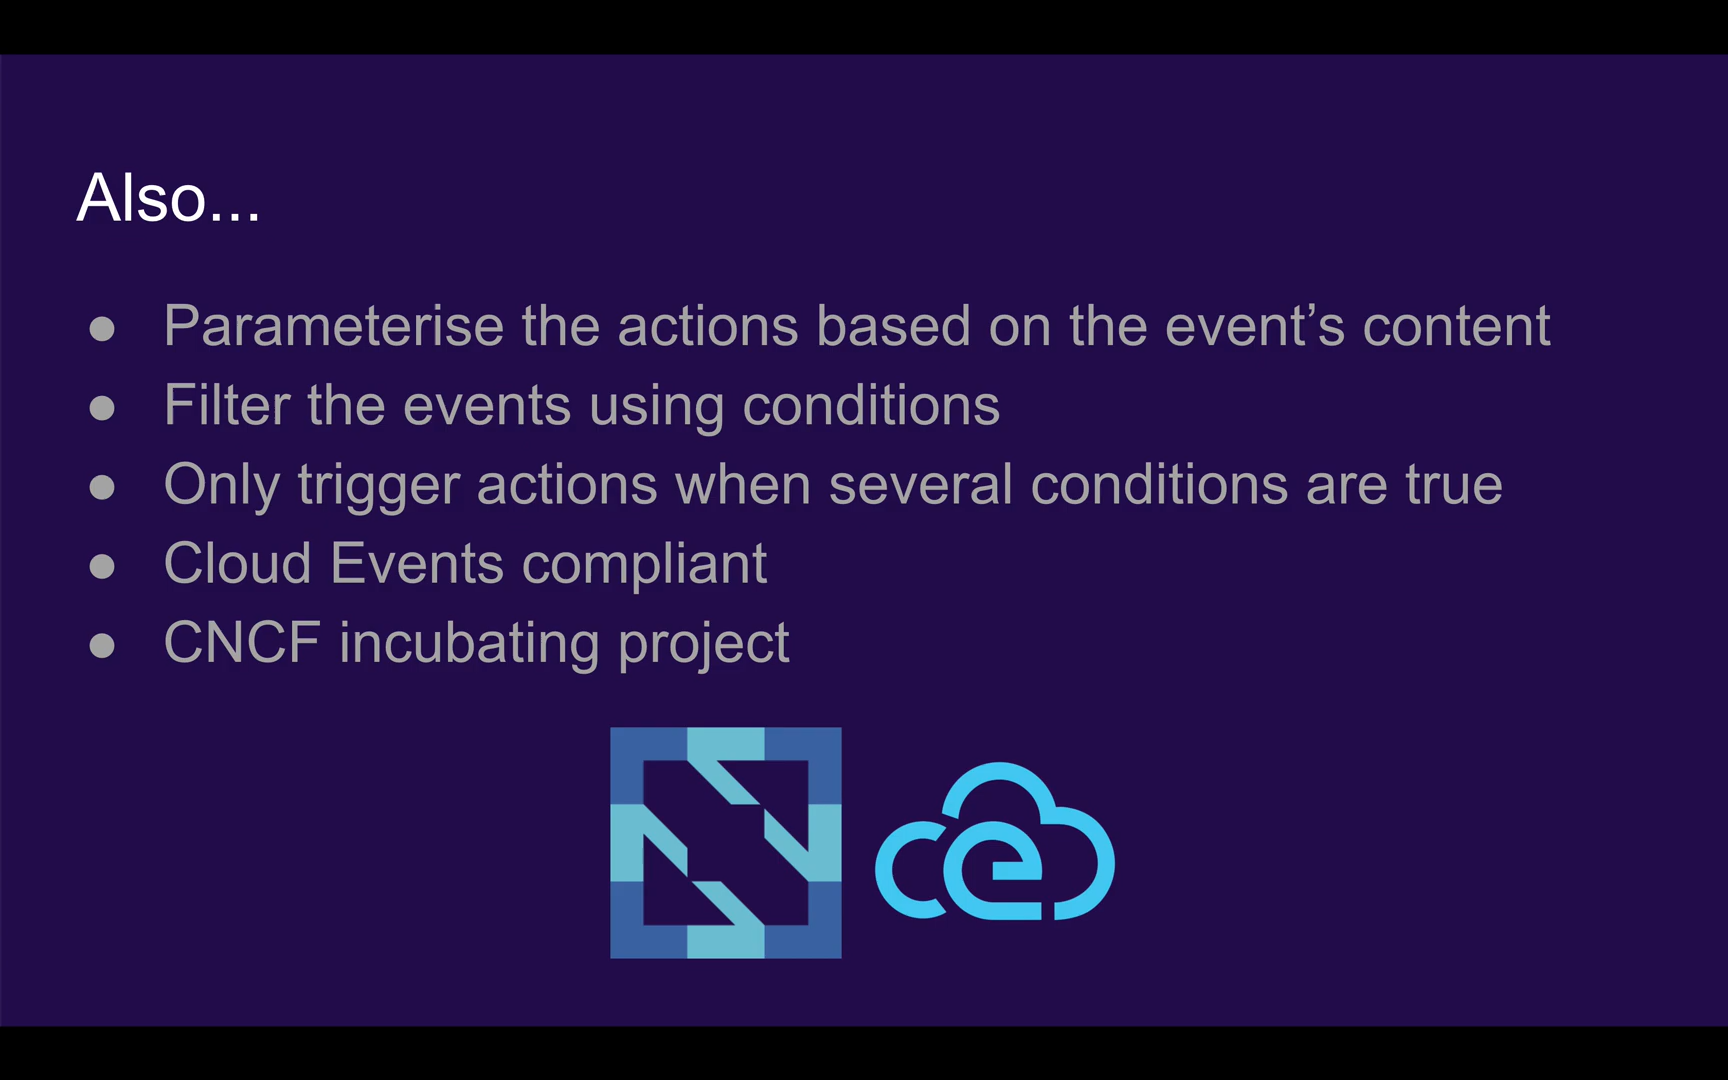 Also...
● Parameterise the actions based on the event’s content
● Filter the events using conditions
● Only trigger actions when several conditions are true
● Cloud Events compliant
● CNCF incubating project